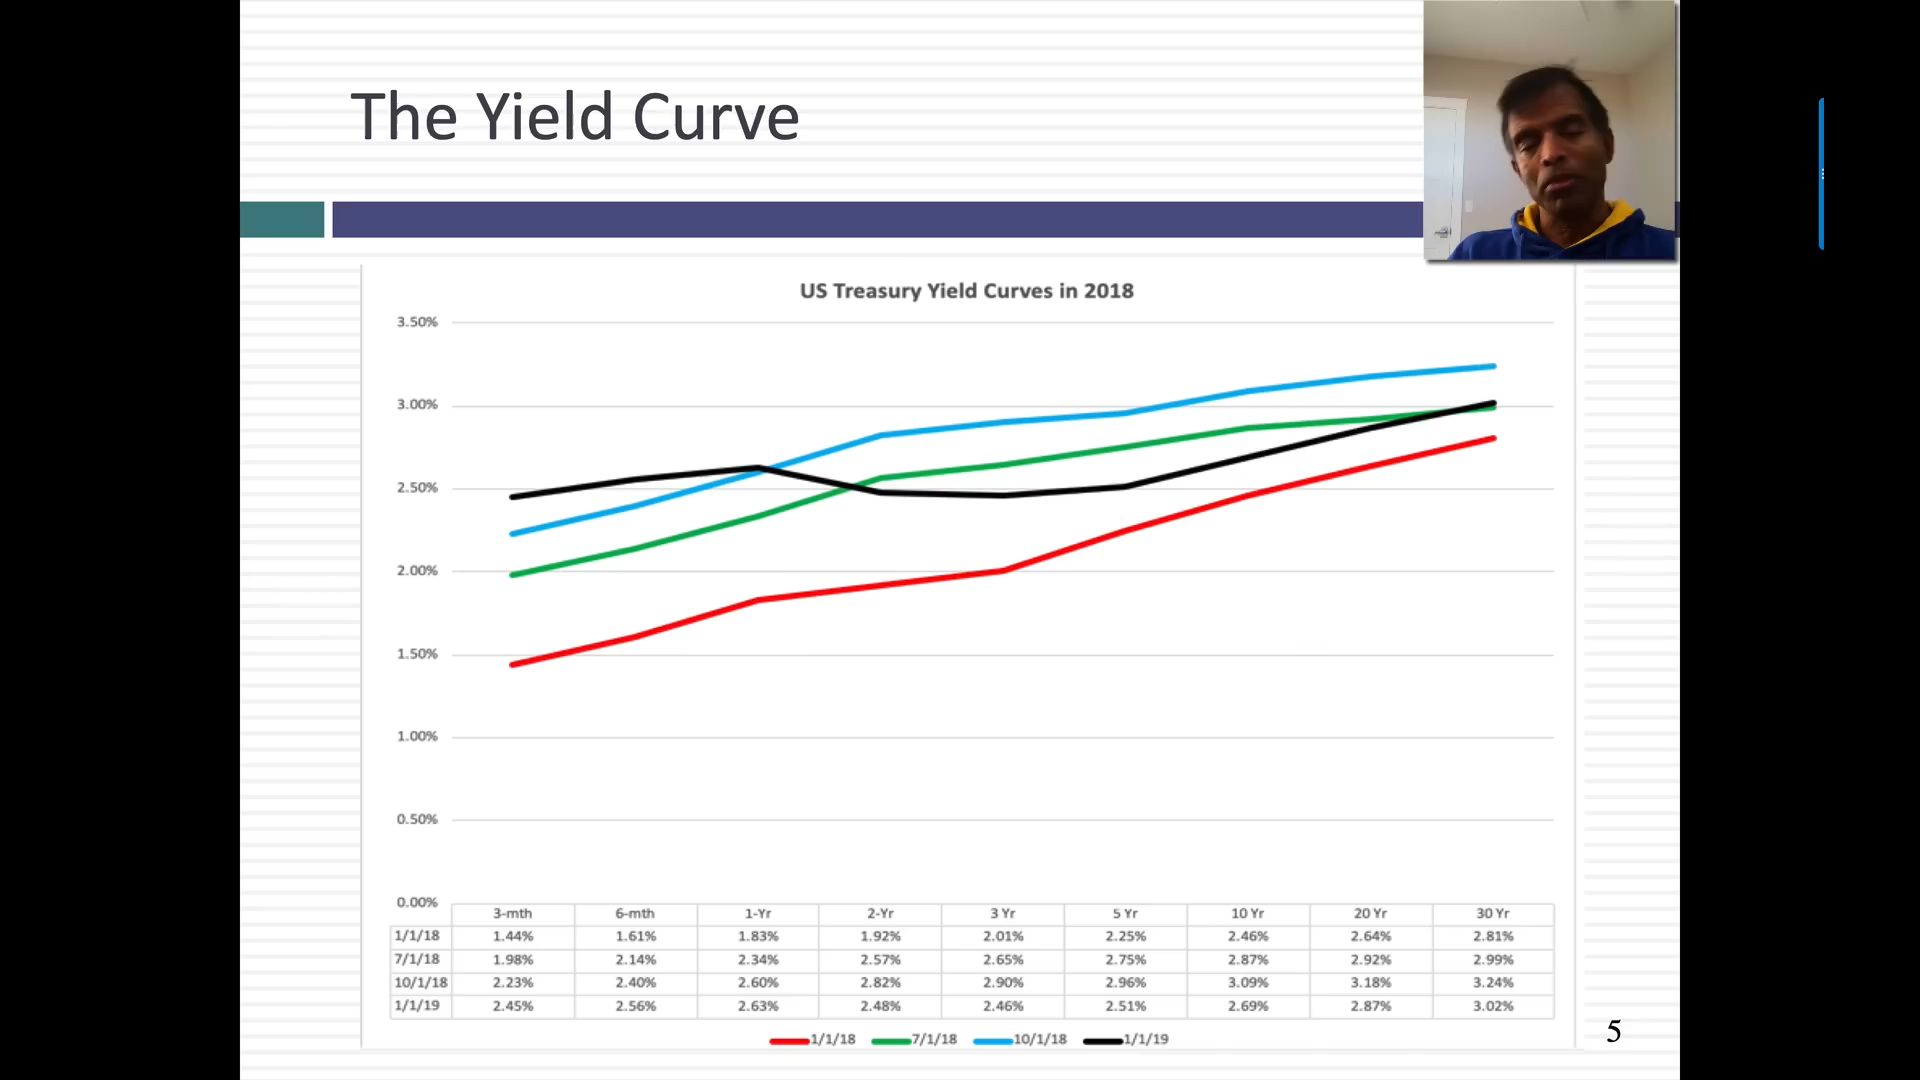 The Yield Curve
US Treasury Yield Curves in 2018
3.50%
3.00%
2.50%
2.00%
1.50%
1.00%
0.50%
0.00%
3-mth 6-mth 1-Yr 2-Yr 3 Yr 5 Yr 10 Yr 20 Yr 30 Yr
1/1/18 1.44% 1.61% 1.83% 1.92% 2.01% 2.25% 2.46% 2.64% 2.81%
7/1/18 1.98% 2.14% 2.34% 2.57% 2.65% 2.75% 2.87% 2.92% 2.99%
10/1/18 2.23% 2.40% 2.60% 2.82% 2.90% 2.96% 3.09% 3.18% 3.24%
1/1/19 2.45% 2.56% 2.63% 2.48% 2.46% 2.51% 2.69% 2.87% 3.02%
1/1/18 7/1/18 10/1/18 1/1/19
5